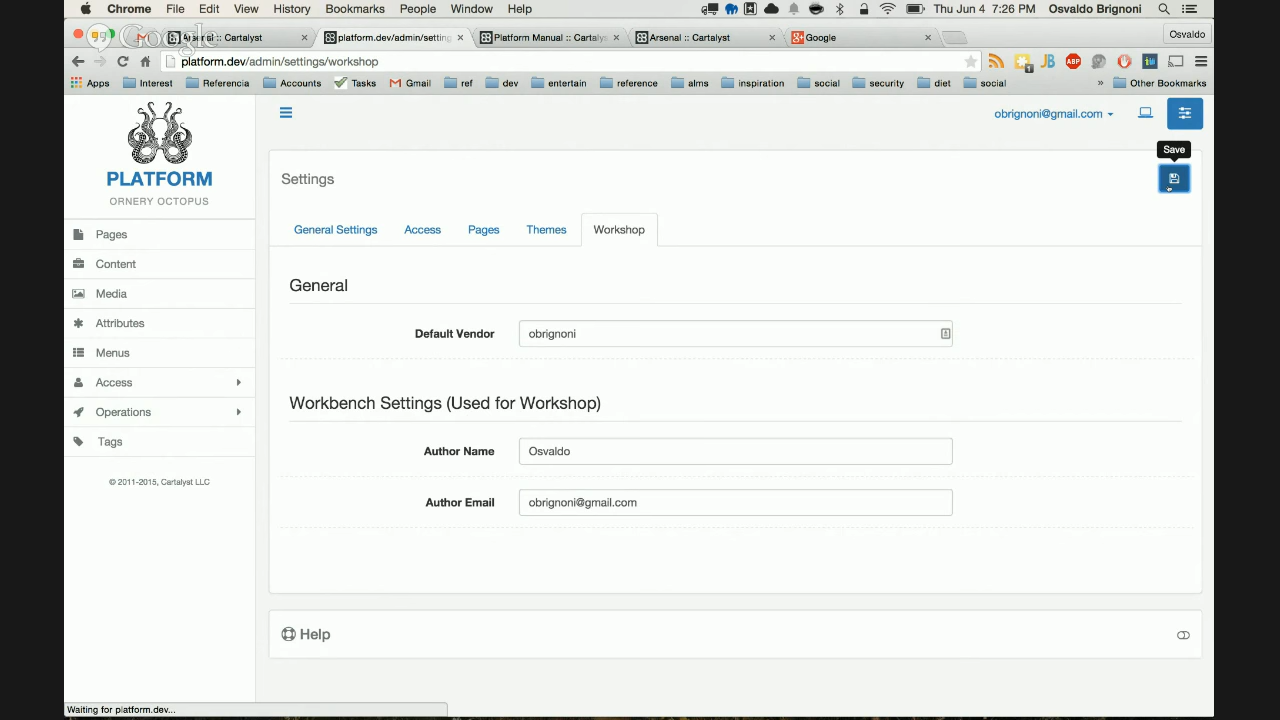 Chrome File Edit View History Bookmarks People Window Help Thu Jun 4 7:26 PM Osvaldo Brignoni
Google
Arsenal :: Cartalyst platform.dev/admin/setting Platform Manual :: Cartalys Arsenal :: Cartalyst Google Osvaldo
platform.dev/admin/settings/workshop
Apps Interest Referencia Accounts Tasks Gmail ref dev entertain reference alms inspiration social security diet social » Other Bookmarks
PLATFORM
ORNERY OCTOPUS
Pages
Content
Media
Attributes
Menus
Access
Operations
Tags
© 2011-2015, Cartalyst LLC
obrignoni@gmail.com
Save
Settings
General Settings Access Pages Themes Workshop
General
Default Vendor obrignoni
Workbench Settings (Used for Workshop)
Author Name Osvaldo
Author Email obrignoni@gmail.com
Help
Waiting for platform.dev...